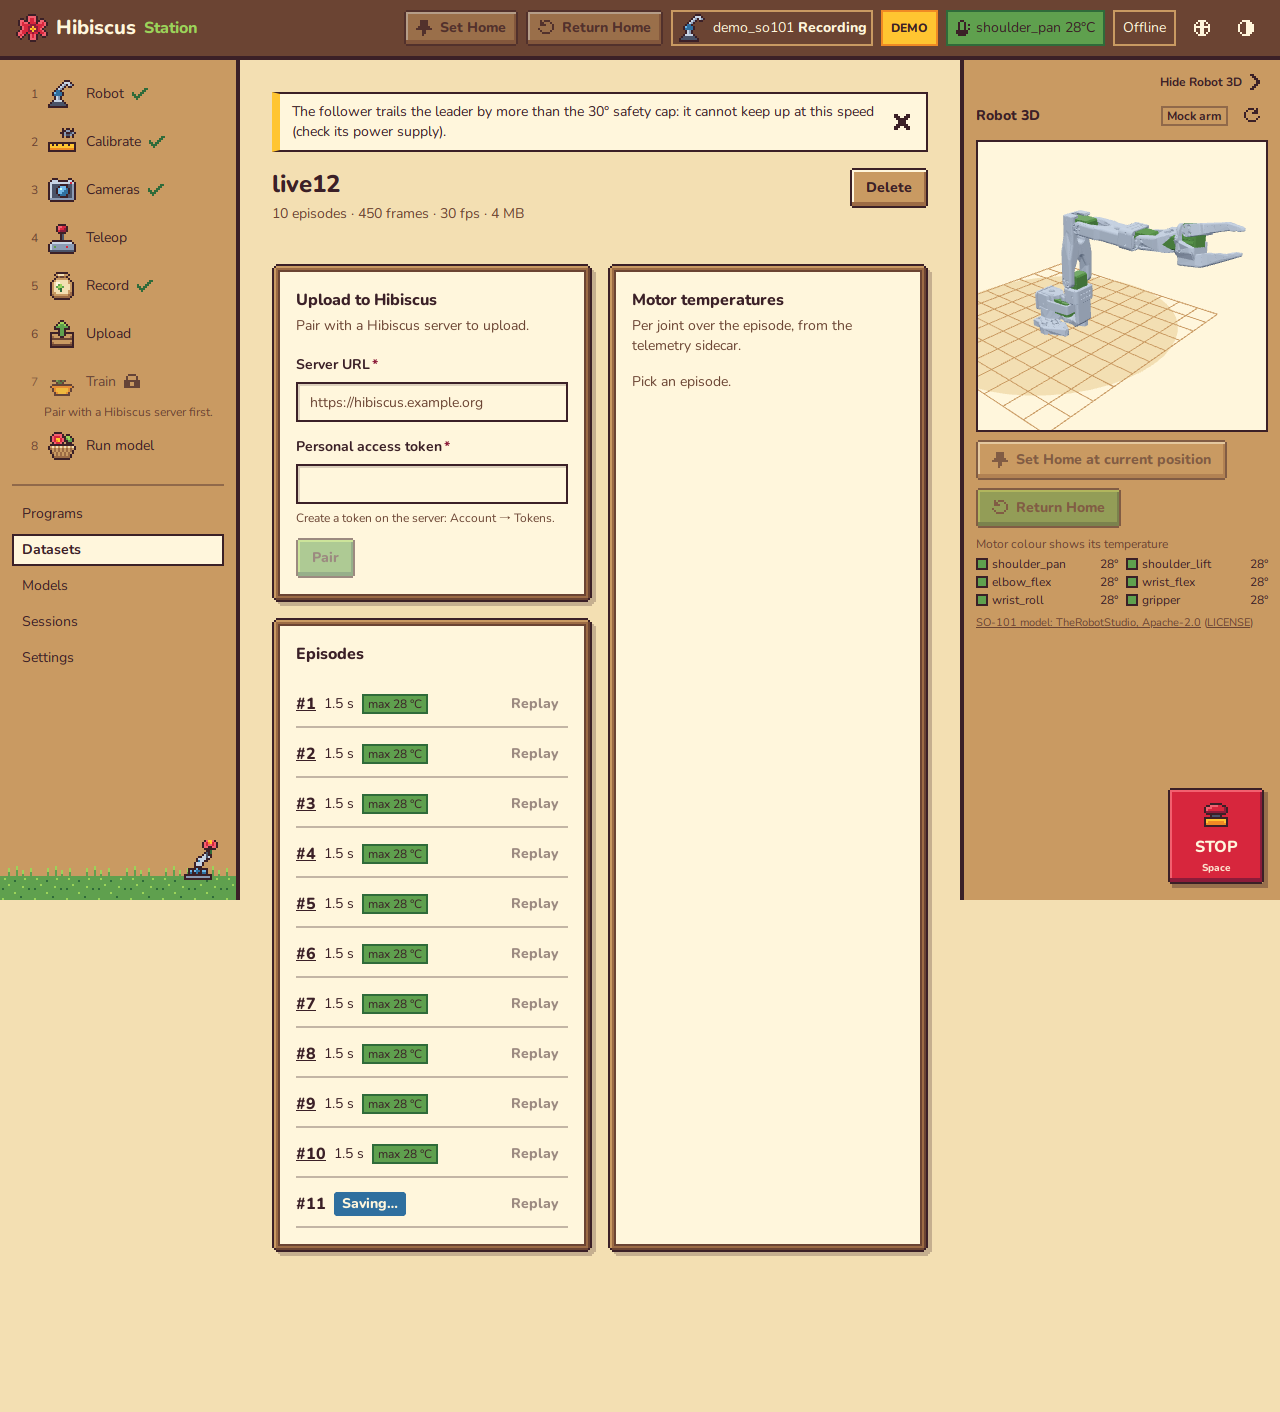 Hibiscus Station
Set Home
Return Home
demo_so101 Recording
DEMO
shoulder_pan 28°C
Offline
1 Robot
2 Calibrate
3 Cameras
4 Teleop
5 Record
6 Upload
7 Train
Pair with a Hibiscus server first.
8 Run model
Programs
Datasets
Models
Sessions
Settings
The follower trails the leader by more than the 30° safety cap: it cannot keep up at this speed
(check its power supply).
live12
10 episodes · 450 frames · 30 fps · 4 MB
Delete
Upload to Hibiscus
Pair with a Hibiscus server to upload.
Server URL *
https://hibiscus.example.org
Personal access token *
Create a token on the server: Account → Tokens.
Pair
Episodes
#1 1.5 s max 28 °C Replay
#2 1.5 s max 28 °C Replay
#3 1.5 s max 28 °C Replay
#4 1.5 s max 28 °C Replay
#5 1.5 s max 28 °C Replay
#6 1.5 s max 28 °C Replay
#7 1.5 s max 28 °C Replay
#8 1.5 s max 28 °C Replay
#9 1.5 s max 28 °C Replay
#10 1.5 s max 28 °C Replay
#11 Saving... Replay
Motor temperatures
Per joint over the episode, from the
telemetry sidecar.
Pick an episode.
Hide Robot 3D
Robot 3D
Mock arm
Set Home at current position
Return Home
Motor colour shows its temperature
shoulder_pan 28° shoulder_lift 28°
elbow_flex 28° wrist_flex 28°
wrist_roll 28° gripper 28°
SO-101 model: TheRobotStudio, Apache-2.0 (LICENSE)
STOP
Space